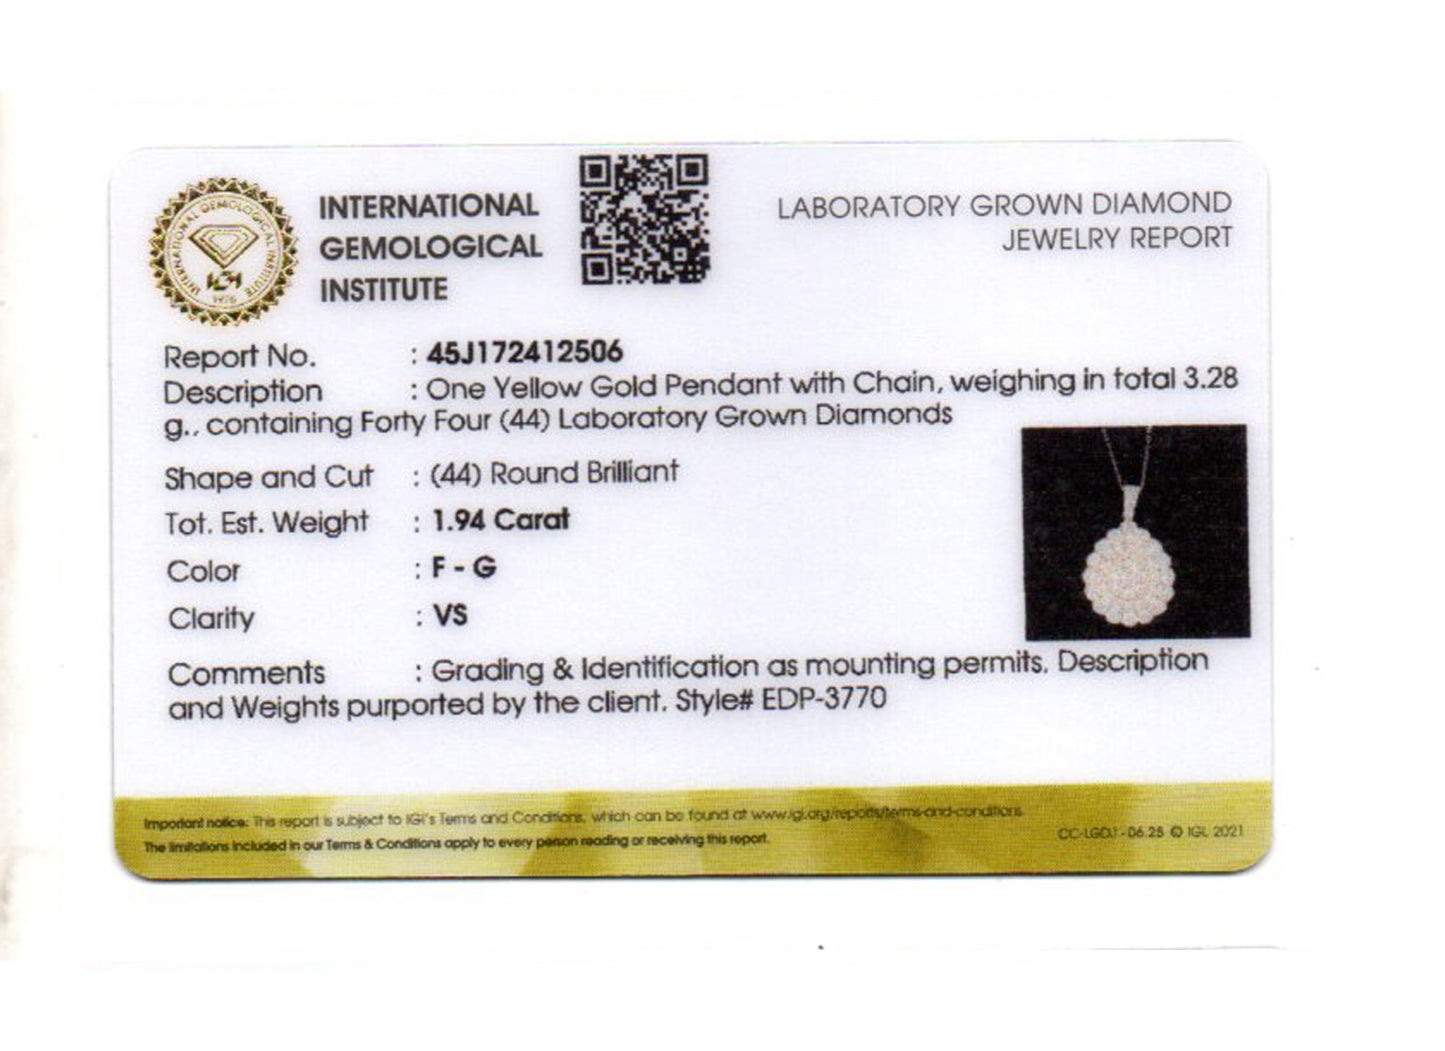 INTERNATIONAL GEMOLOGICAL INSTITUTE
IGI
1975
INTERNATIONAL
GEMOLOGICAL
INSTITUTE
LABORATORY GROWN DIAMOND
JEWELRY REPORT
Report No. : 45J172412506
Description : One Yellow Gold Pendant with Chain, weighing in total 3.28
g., containing Forty Four (44) Laboratory Grown Diamonds
Shape and Cut : (44) Round Brilliant
Tot. Est. Weight : 1.94 Carat
Color : F - G
Clarity : VS
Comments : Grading & Identification as mounting permits. Description
and Weights purported by the client. Style# EDP-3770
Important notice: This report is subject to IGI's Terms and Conditions, which can be found at www.igi.org/reports/terms-and-conditions.
The limitations included in our Terms & Conditions apply to every person reading or receiving this report.
CC-LGDJ - 06.25 © IGI, 2021